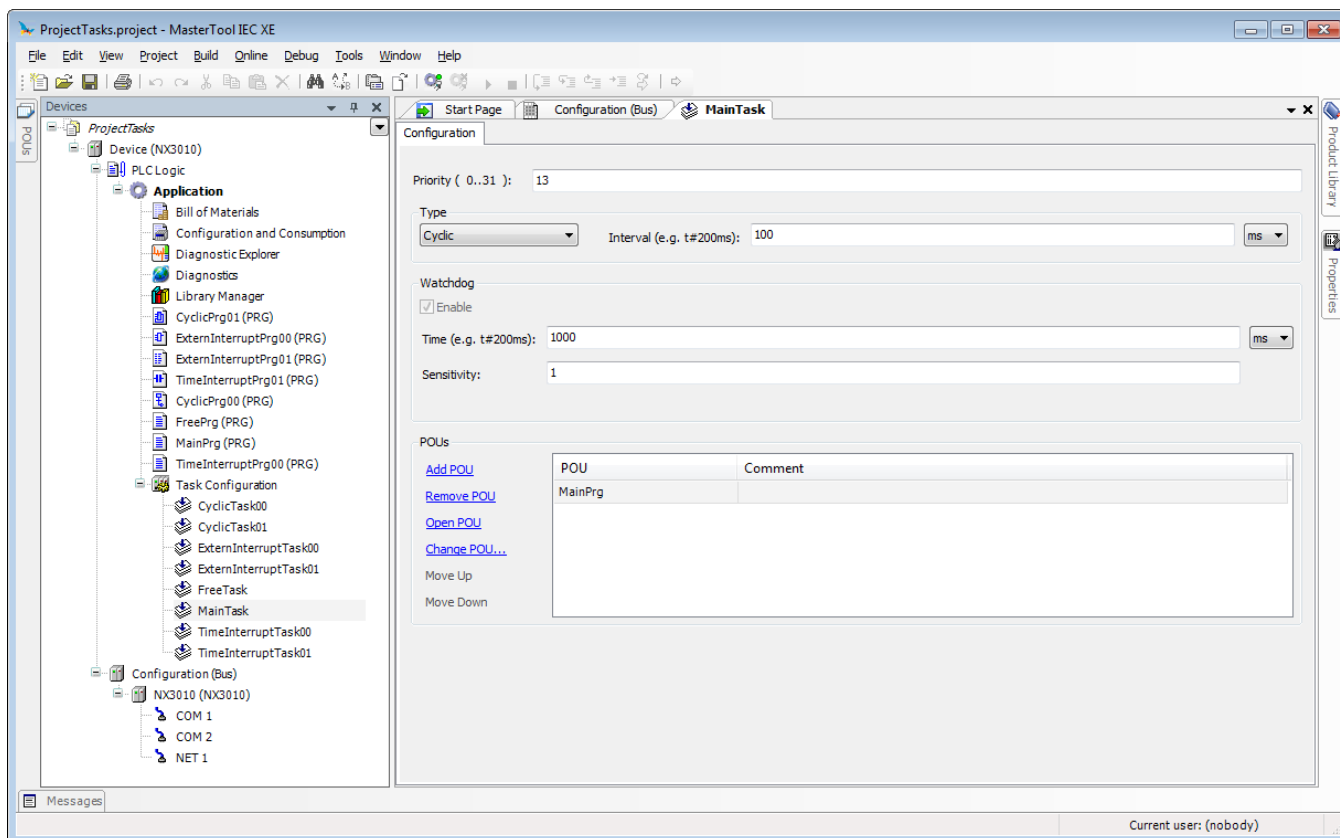 ProjectTasks.project - MasterTool IEC XE
File Edit View Project Build Online Debug Tools Window Help
Devices
POUs
ProjectTasks
Device (NX3010)
PLC Logic
Application
Bill of Materials
Configuration and Consumption
Diagnostic Explorer
Diagnostics
Library Manager
CyclicPrg01 (PRG)
ExternInterruptPrg00 (PRG)
ExternInterruptPrg01 (PRG)
TimeInterruptPrg01 (PRG)
CyclicPrg00 (PRG)
FreePrg (PRG)
MainPrg (PRG)
TimeInterruptPrg00 (PRG)
Task Configuration
CyclicTask00
CyclicTask01
ExternInterruptTask00
ExternInterruptTask01
FreeTask
MainTask
TimeInterruptTask00
TimeInterruptTask01
Configuration (Bus)
NX3010 (NX3010)
COM 1
COM 2
NET 1
Start Page Configuration (Bus) MainTask
Configuration
Priority ( 0..31 ): 13
Type
Cyclic Interval (e.g. t#200ms): 100 ms
Watchdog
Enable
Time (e.g. t#200ms): 1000 ms
Sensitivity: 1
POUs
Add POU
Remove POU
Open POU
Change POU...
Move Up
Move Down
POU Comment
MainPrg
Product Library
Properties
Messages
Current user: (nobody)